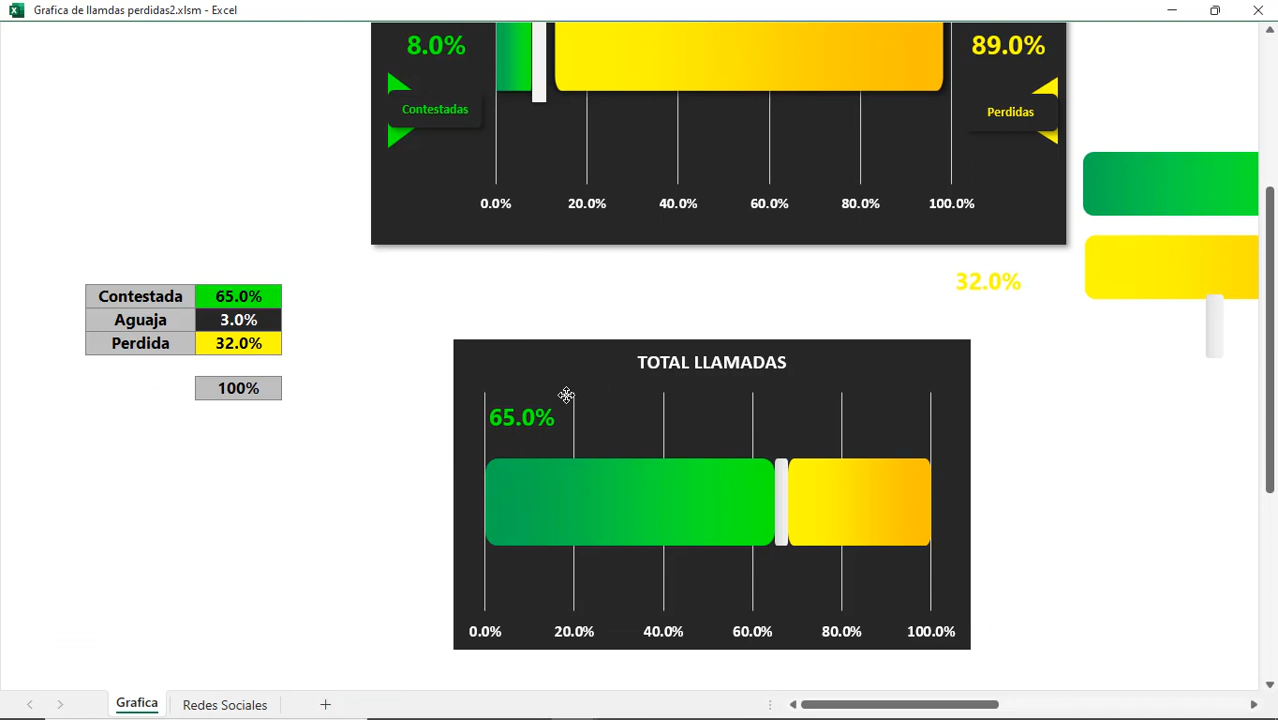 Grafica de llamdas perdidas2.xlsm - Excel
8.0%
89.0%
Contestadas
Perdidas
0.0% 20.0% 40.0% 60.0% 80.0% 100.0%
32.0%
Contestada 65.0%
Aguaja 3.0%
Perdida 32.0%
100%
TOTAL LLAMADAS
65.0%
0.0% 20.0% 40.0% 60.0% 80.0% 100.0%
Grafica Redes Sociales